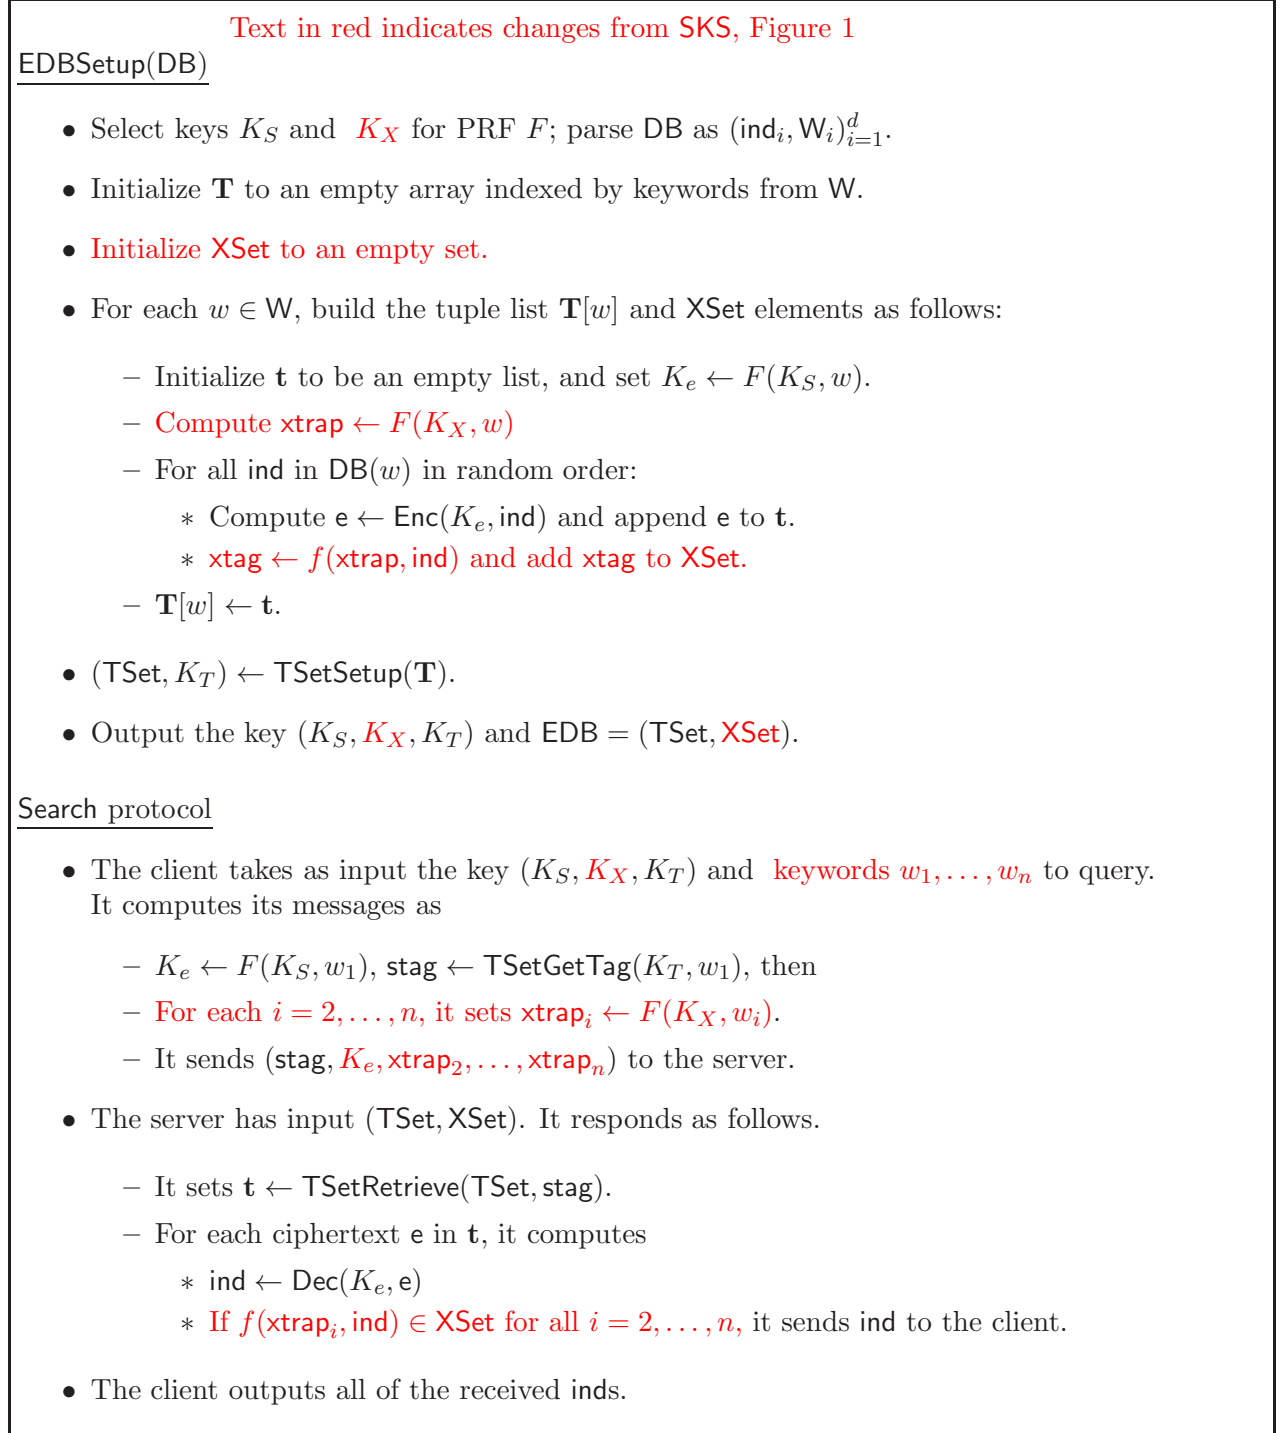 Text in red indicates changes from SKS, Figure 1
EDBSetup(DB)
• Select keys K_S and K_X for PRF F; parse DB as (ind_i, W_i)_{i=1}^d.
• Initialize T to an empty array indexed by keywords from W.
• Initialize XSet to an empty set.
• For each w ∈ W, build the tuple list T[w] and XSet elements as follows:
– Initialize t to be an empty list, and set K_e ← F(K_S, w).
– Compute xtrap ← F(K_X, w)
– For all ind in DB(w) in random order:
∗ Compute e ← Enc(K_e, ind) and append e to t.
∗ xtag ← f(xtrap, ind) and add xtag to XSet.
– T[w] ← t.
• (TSet, K_T) ← TSetSetup(T).
• Output the key (K_S, K_X, K_T) and EDB = (TSet, XSet).
Search protocol
• The client takes as input the key (K_S, K_X, K_T) and keywords w_1, . . . , w_n to query.
It computes its messages as
– K_e ← F(K_S, w_1), stag ← TSetGetTag(K_T, w_1), then
– For each i = 2, . . . , n, it sets xtrap_i ← F(K_X, w_i).
– It sends (stag, K_e, xtrap_2, . . . , xtrap_n) to the server.
• The server has input (TSet, XSet). It responds as follows.
– It sets t ← TSetRetrieve(TSet, stag).
– For each ciphertext e in t, it computes
∗ ind ← Dec(K_e, e)
∗ If f(xtrap_i, ind) ∈ XSet for all i = 2, . . . , n, it sends ind to the client.
• The client outputs all of the received inds.